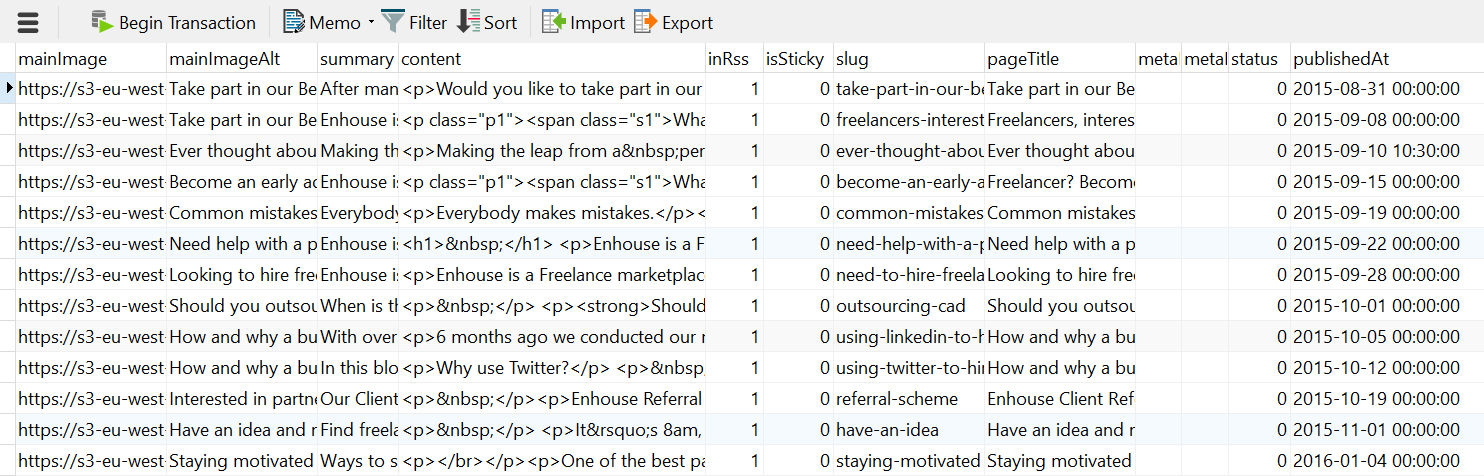 Begin Transaction Memo Filter Sort Import Export
mainImage mainImageAlt summary content inRss isSticky slug pageTitle metal metal status publishedAt
https://s3-eu-west- Take part in our Be After man <p>Would you like to take part in our 1 0 take-part-in-our-be Take part in our Be 0 2015-08-31 00:00:00
https://s3-eu-west- Take part in our Be Enhouse is <p class="p1"><span class="s1">Wha 1 0 freelancers-interest Freelancers, interes 0 2015-09-08 00:00:00
https://s3-eu-west- Ever thought abou Making th <p>Making the leap from a&nbsp;per 1 0 ever-thought-abou Ever thought abou 0 2015-09-10 10:30:00
https://s3-eu-west- Become an early ac Enhouse is <p class="p1"><span class="s1">Wha 1 0 become-an-early-a Freelancer? Become 0 2015-09-15 00:00:00
https://s3-eu-west- Common mistakes Everybody <p>Everybody makes mistakes.</p>< 1 0 common-mistakes Common mistakes 0 2015-09-19 00:00:00
https://s3-eu-west- Need help with a p Enhouse is <h1>&nbsp;</h1> <p>Enhouse is a F 1 0 need-help-with-a-p Need help with a p 0 2015-09-22 00:00:00
https://s3-eu-west- Looking to hire free Enhouse is <p>Enhouse is a Freelance marketplac 1 0 need-to-hire-freela Looking to hire free 0 2015-09-28 00:00:00
https://s3-eu-west- Should you outsou When is th <p>&nbsp;</p> <p><strong>Should 1 0 outsourcing-cad Should you outsou 0 2015-10-01 00:00:00
https://s3-eu-west- How and why a bu With over <p>6 months ago we conducted our r 1 0 using-linkedin-to-h How and why a bu 0 2015-10-05 00:00:00
https://s3-eu-west- How and why a bu In this blo <p>Why use Twitter?</p> <p>&nbsp; 1 0 using-twitter-to-hir How and why a bu 0 2015-10-12 00:00:00
https://s3-eu-west- Interested in partne Our Client <p>&nbsp;</p><p>Enhouse Referral 1 0 referral-scheme Enhouse Client Ref 0 2015-10-19 00:00:00
https://s3-eu-west- Have an idea and n Find freela <p>&nbsp;</p> <p>It&rsquo;s 8am, 1 0 have-an-idea Have an idea and n 0 2015-11-01 00:00:00
https://s3-eu-west- Staying motivated Ways to s <p></br></p><p>One of the best pa 1 0 staying-motivated Staying motivated 0 2016-01-04 00:00:00